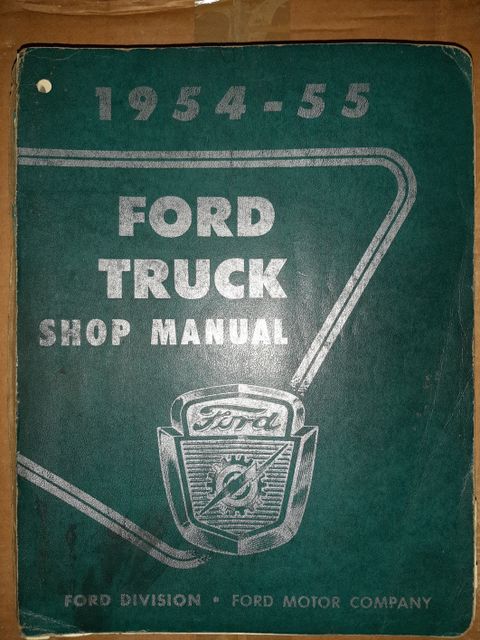 1954-55
FORD
TRUCK
SHOP MANUAL
Ford
FORD DIVISION • FORD MOTOR COMPANY